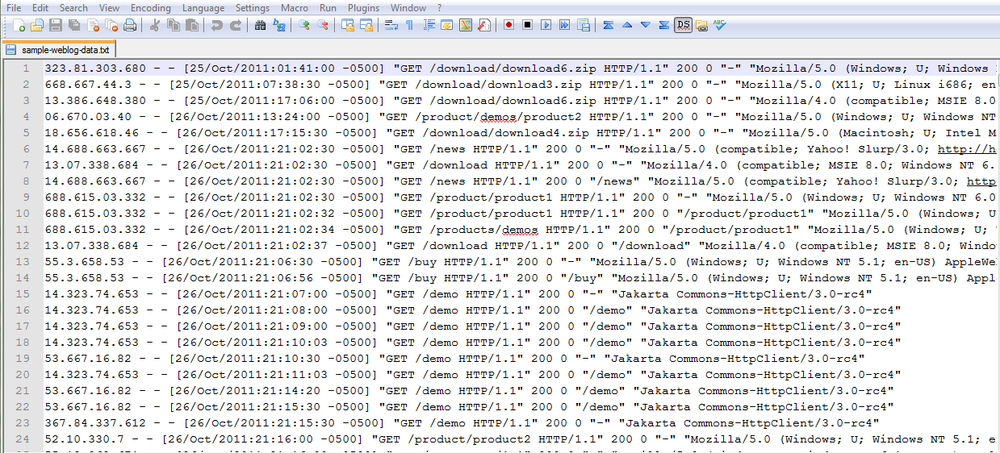 File Edit Search View Encoding Language Settings Macro Run Plugins Window ?
DS ABC
sample-weblog-data.txt
1 323.81.303.680 - - [25/Oct/2011:01:41:00 -0500] "GET /download/download6.zip HTTP/1.1" 200 0 "-" "Mozilla/5.0 (Windows; U; Windows
2 668.667.44.3 - - [25/Oct/2011:07:38:30 -0500] "GET /download/download3.zip HTTP/1.1" 200 0 "-" "Mozilla/5.0 (X11; U; Linux i686; en
3 13.386.648.380 - - [25/Oct/2011:17:06:00 -0500] "GET /download/download6.zip HTTP/1.1" 200 0 "-" "Mozilla/4.0 (compatible; MSIE 8.0
4 06.670.03.40 - - [26/Oct/2011:13:24:00 -0500] "GET /product/demos/product2 HTTP/1.1" 200 0 "-" "Mozilla/5.0 (Windows; U; Windows NT
5 18.656.618.46 - - [26/Oct/2011:17:15:30 -0500] "GET /download/download4.zip HTTP/1.1" 200 0 "-" "Mozilla/5.0 (Macintosh; U; Intel M
6 14.688.663.667 - - [26/Oct/2011:21:02:30 -0500] "GET /news HTTP/1.1" 200 0 "-" "Mozilla/5.0 (compatible; Yahoo! Slurp/3.0; http://h
7 13.07.338.684 - - [26/Oct/2011:21:02:30 -0500] "GET /download HTTP/1.1" 200 0 "-" "Mozilla/4.0 (compatible; MSIE 8.0; Windows NT 6.
8 14.688.663.667 - - [26/Oct/2011:21:02:30 -0500] "GET /news HTTP/1.1" 200 0 "/news" "Mozilla/5.0 (compatible; Yahoo! Slurp/3.0; http
9 688.615.03.332 - - [26/Oct/2011:21:02:30 -0500] "GET /product/product1 HTTP/1.1" 200 0 "-" "Mozilla/5.0 (Windows; U; Windows NT 6.0
10 688.615.03.332 - - [26/Oct/2011:21:02:32 -0500] "GET /product/product1 HTTP/1.1" 200 0 "/product/product1" "Mozilla/5.0 (Windows; U
11 688.615.03.332 - - [26/Oct/2011:21:02:34 -0500] "GET /products/demos HTTP/1.1" 200 0 "/product/product1" "Mozilla/5.0 (Windows; U;
12 13.07.338.684 - - [26/Oct/2011:21:02:37 -0500] "GET /download HTTP/1.1" 200 0 "/download" "Mozilla/4.0 (compatible; MSIE 8.0; Windo
13 55.3.658.53 - - [26/Oct/2011:21:06:30 -0500] "GET /buy HTTP/1.1" 200 0 "-" "Mozilla/5.0 (Windows; U; Windows NT 5.1; en-US) AppleWe
14 55.3.658.53 - - [26/Oct/2011:21:06:56 -0500] "GET /buy HTTP/1.1" 200 0 "/buy" "Mozilla/5.0 (Windows; U; Windows NT 5.1; en-US) Appl
15 14.323.74.653 - - [26/Oct/2011:21:07:00 -0500] "GET /demo HTTP/1.1" 200 0 "-" "Jakarta Commons-HttpClient/3.0-rc4"
16 14.323.74.653 - - [26/Oct/2011:21:08:00 -0500] "GET /demo HTTP/1.1" 200 0 "/demo" "Jakarta Commons-HttpClient/3.0-rc4"
17 14.323.74.653 - - [26/Oct/2011:21:09:00 -0500] "GET /demo HTTP/1.1" 200 0 "/demo" "Jakarta Commons-HttpClient/3.0-rc4"
18 14.323.74.653 - - [26/Oct/2011:21:10:03 -0500] "GET /demo HTTP/1.1" 200 0 "/demo" "Jakarta Commons-HttpClient/3.0-rc4"
19 53.667.16.82 - - [26/Oct/2011:21:10:30 -0500] "GET /demo HTTP/1.1" 200 0 "-" "Jakarta Commons-HttpClient/3.0-rc4"
20 14.323.74.653 - - [26/Oct/2011:21:11:03 -0500] "GET /demo HTTP/1.1" 200 0 "/demo" "Jakarta Commons-HttpClient/3.0-rc4"
21 53.667.16.82 - - [26/Oct/2011:21:14:20 -0500] "GET /demo HTTP/1.1" 200 0 "/demo" "Jakarta Commons-HttpClient/3.0-rc4"
22 53.667.16.82 - - [26/Oct/2011:21:15:30 -0500] "GET /demo HTTP/1.1" 200 0 "/demo" "Jakarta Commons-HttpClient/3.0-rc4"
23 367.84.337.612 - - [26/Oct/2011:21:15:30 -0500] "GET /demo HTTP/1.1" 200 0 "-" "Jakarta Commons-HttpClient/3.0-rc4"
24 52.10.330.7 - - [26/Oct/2011:21:16:00 -0500] "GET /product/product2 HTTP/1.1" 200 0 "-" "Mozilla/5.0 (Windows; U; Windows NT 5.1; e